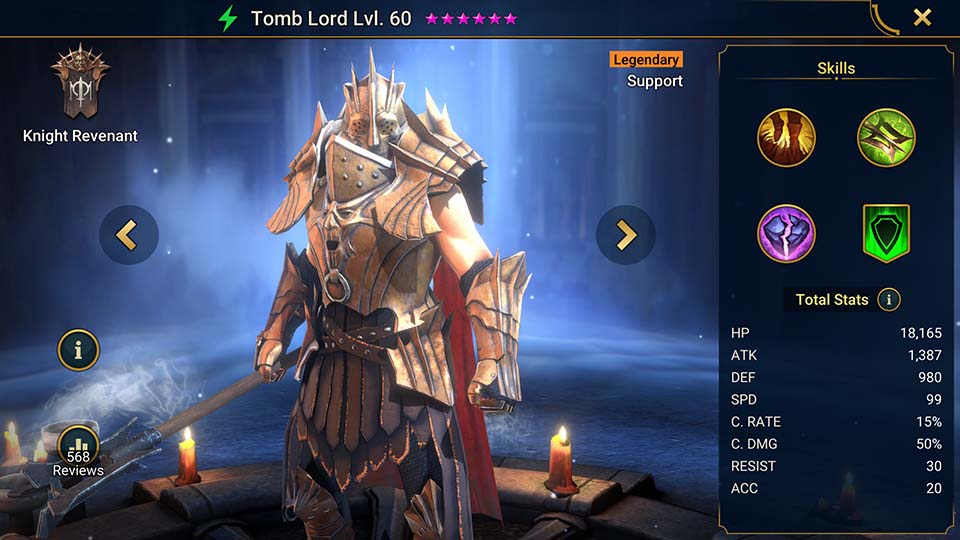 Tomb Lord Lvl. 60
Knight Revenant
Legendary
Support
568
Reviews
Skills
Total Stats
HP 18,165
ATK 1,387
DEF 980
SPD 99
C. RATE 15%
C. DMG 50%
RESIST 30
ACC 20